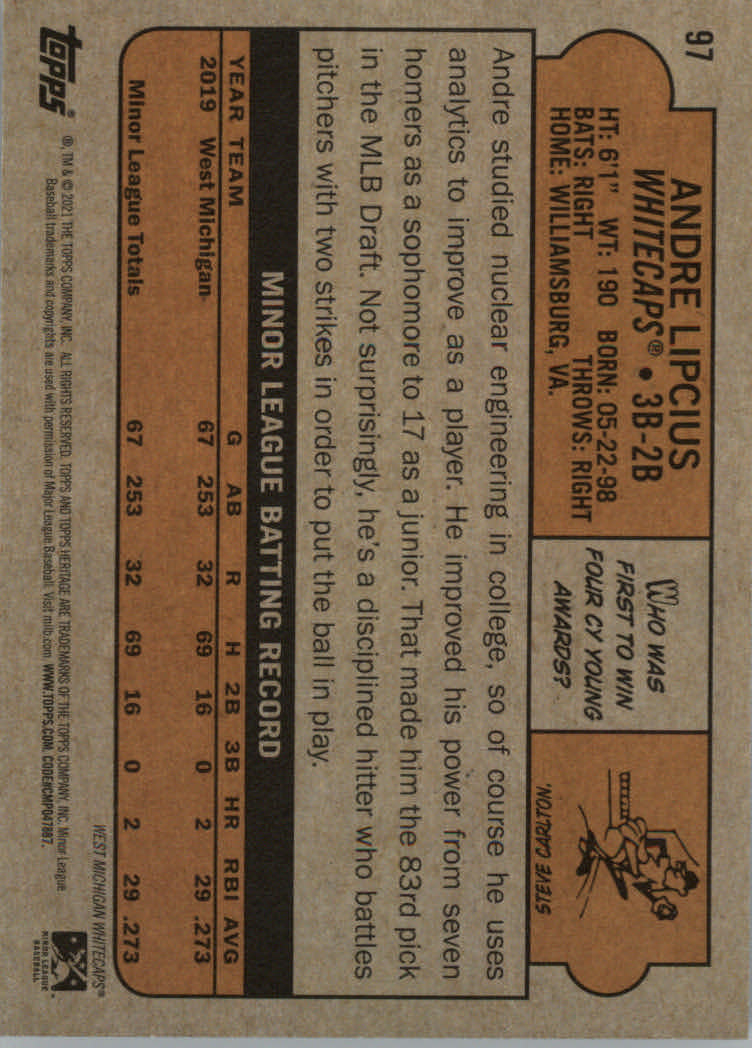 97
ANDRE LIPCIUS
WHITECAPS® • 3B-2B
HT: 6'1" WT: 190 BORN: 05-22-98
BATS: RIGHT THROWS: RIGHT
HOME: WILLIAMSBURG, VA.
WHO WAS
FIRST TO WIN
FOUR CY YOUNG
AWARDS?
STEVE CARLTON.
Andre studied nuclear engineering in college, so of course he uses
analytics to improve as a player. He improved his power from seven
homers as a sophomore to 17 as a junior. That made him the 83rd pick
in the MLB Draft. Not surprisingly, he's a disciplined hitter who battles
pitchers with two strikes in order to put the ball in play.
MINOR LEAGUE BATTING RECORD
YEAR TEAM G AB R H 2B 3B HR RBI AVG
2019 West Michigan 67 253 32 69 16 0 2 29 .273
Minor League Totals 67 253 32 69 16 0 2 29 .273
WEST MICHIGAN WHITECAPS®
topps®
®, TM & © 2021 THE TOPPS COMPANY, INC. ALL RIGHTS RESERVED. TOPPS AND TOPPS HERITAGE ARE TRADEMARKS OF THE TOPPS COMPANY, INC. Minor League
Baseball trademarks and copyrights are used with permission of Major League Baseball. Visit milb.com. WWW.TOPPS.COM. CODE#CMP047887.
MINOR LEAGUE
BASEBALL